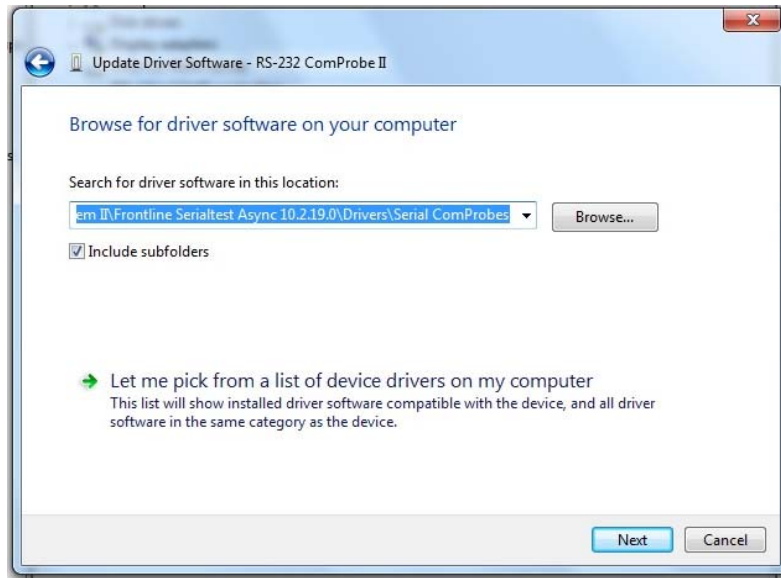 Display adapters
Update Driver Software - RS-232 ComProbe II
Browse for driver software on your computer
Search for driver software in this location:
em II\Frontline Serialtest Async 10.2.19.0\Drivers\Serial ComProbes
Browse...
Include subfolders
Let me pick from a list of device drivers on my computer
This list will show installed driver software compatible with the device, and all driver
software in the same category as the device.
Next
Cancel